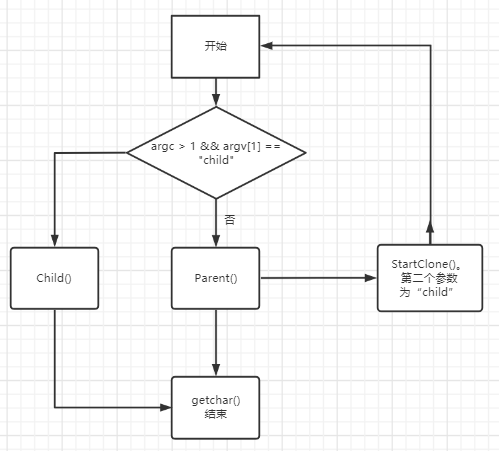 开始
argc > 1 && argv[1] ==
"child"
否
Child()
Parent()
StartClone()。
第二个参数
为“child”
getchar()
结束